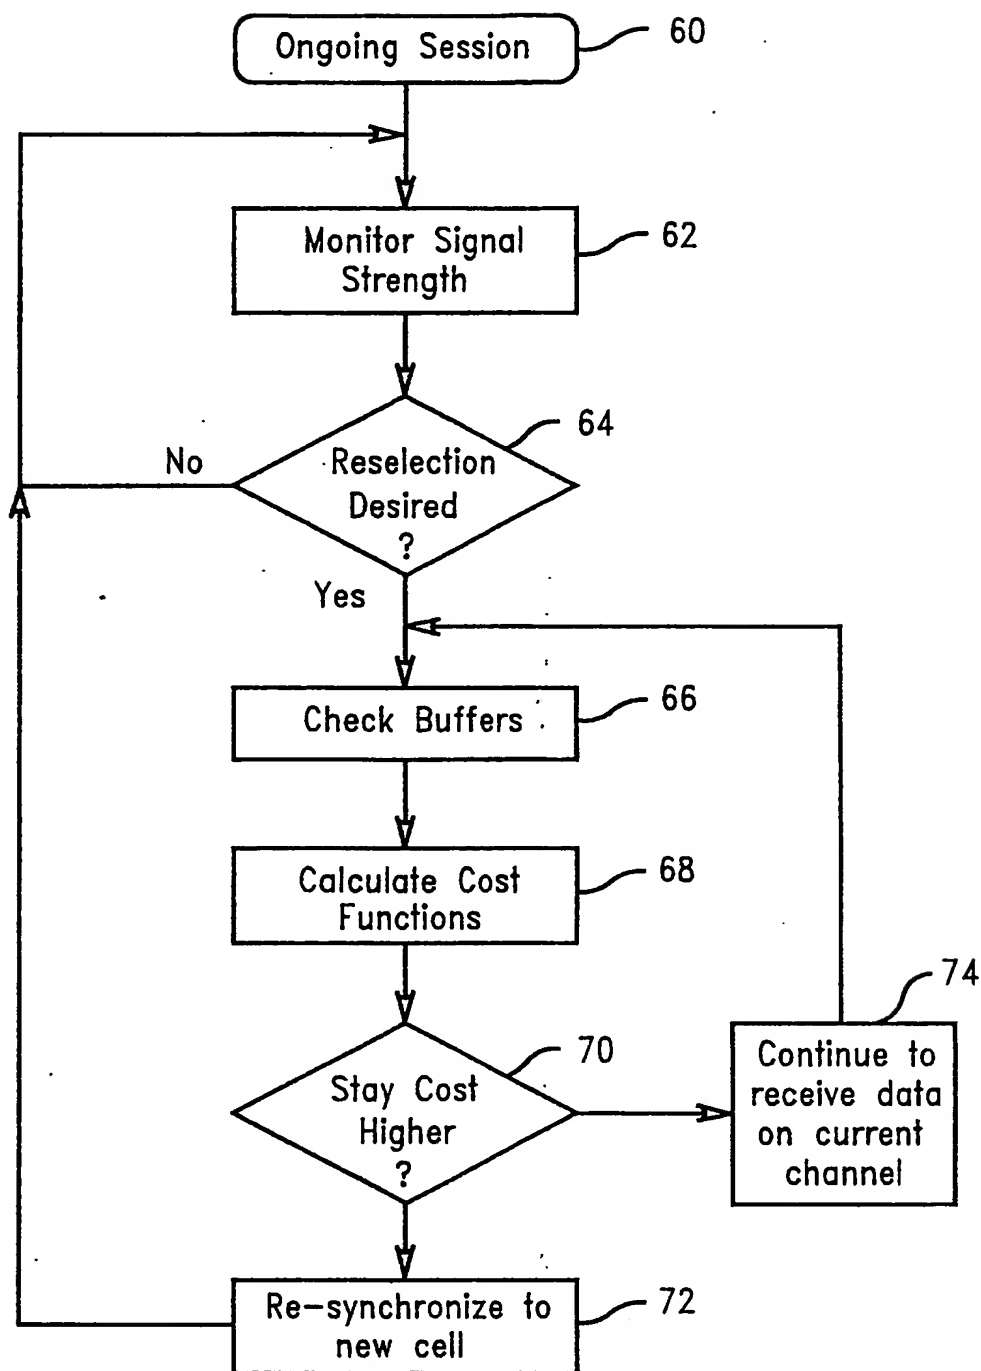 Ongoing Session
60
Monitor Signal
Strength
62
64
No
Reselection
Desired
?
Yes
Check Buffers
66
Calculate Cost
Functions
68
74
70
Stay Cost
Higher
?
Continue to
receive data
on current
channel
Re-synchronize to
new cell
72